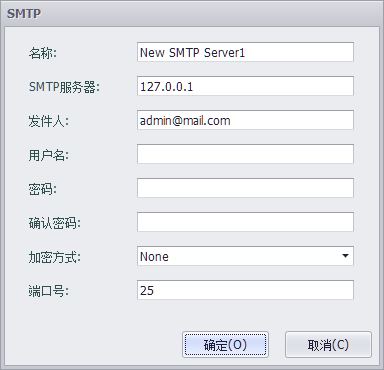 SMTP
名称: New SMTP Server1
SMTP服务器: 127.0.0.1
发件人: admin@mail.com
用户名:
密码:
确认密码:
加密方式: None
端口号: 25
确定(O) 取消(C)